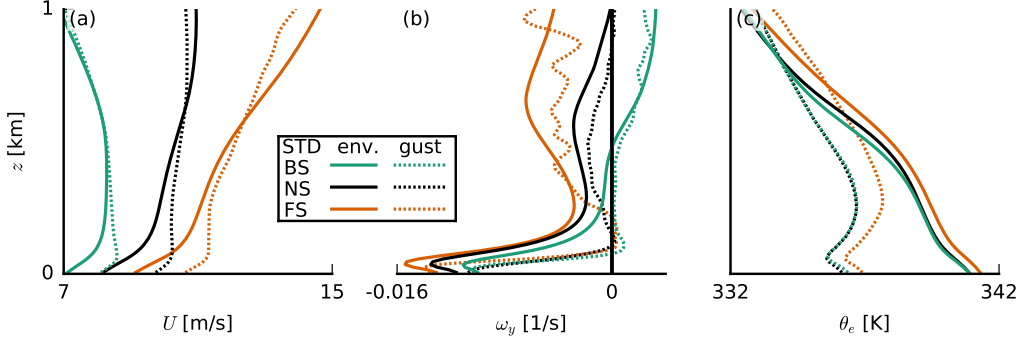 1
(a)
(b)
(c)
z [km]
STD env. gust
BS
NS
FS
0
7
15
-0.016
0
332
342
U [m/s]
ω_y [1/s]
θ_e [K]